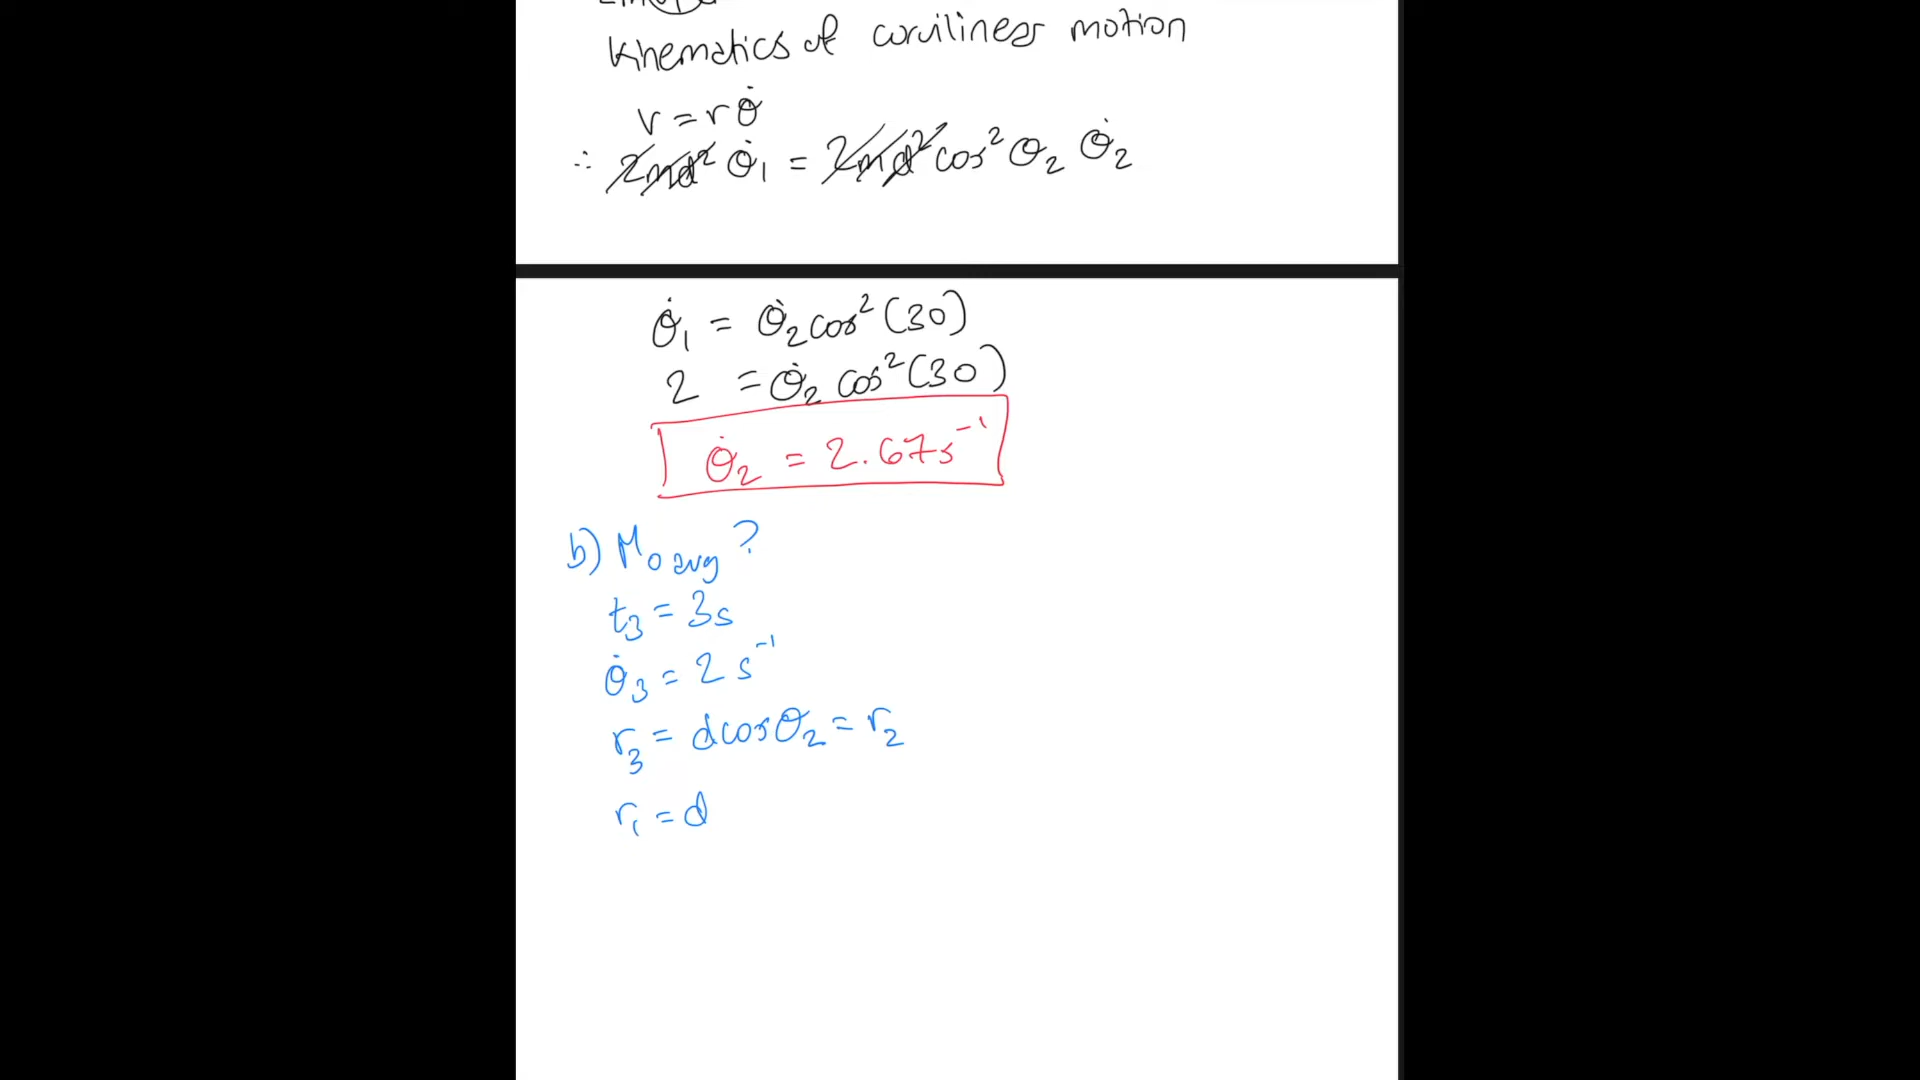 Kinematics of curviliness motion
v = rθ̇
∴ 2md² θ̇₁ = 2md² cos² θ₂ θ̇₂
θ̇₁ = θ̇₂ cos² (30)
2 = θ̇₂ cos² (30)
θ̇₂ = 2.67 s⁻¹
b) M₀ avg ?
t₃ = 3s
θ̇₃ = 2 s⁻¹
r₃ = d cos θ₂ = r₂
r₁ = d